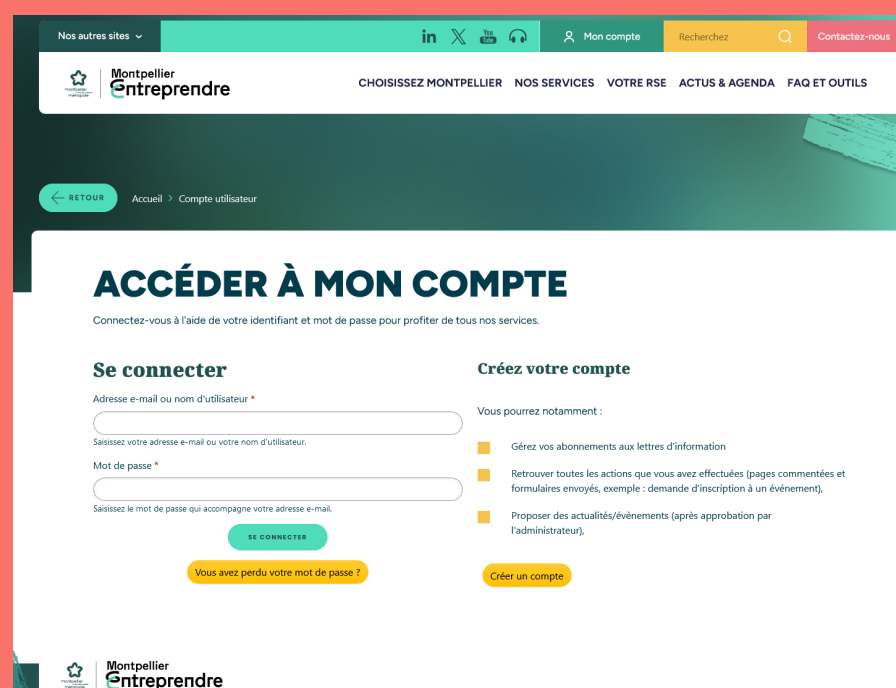 Nos autres sites
You
Tube
Mon compte
Recherchez
Contactez-nous
Montpellier
Entreprendre
CHOISISSEZ MONTPELLIER
NOS SERVICES
VOTRE RSE
ACTUS & AGENDA
FAQ ET OUTILS
RETOUR
Accueil > Compte utilisateur
ACCÉDER À MON COMPTE
Connectez-vous à l'aide de votre identifiant et mot de passe pour profiter de tous nos services.
Se connecter
Adresse e-mail ou nom d'utilisateur *
Saisissez votre adresse e-mail ou votre nom d'utilisateur.
Mot de passe *
Saisissez le mot de passe qui accompagne votre adresse e-mail.
SE CONNECTER
Vous avez perdu votre mot de passe ?
Créez votre compte
Vous pourrez notamment :
Gérez vos abonnements aux lettres d'information
Retrouver toutes les actions que vous avez effectuées (pages commentées et
formulaires envoyés, exemple : demande d'inscription à un événement),
Proposer des actualités/évènements (après approbation par
l'administrateur),
Créer un compte
Montpellier
Entreprendre